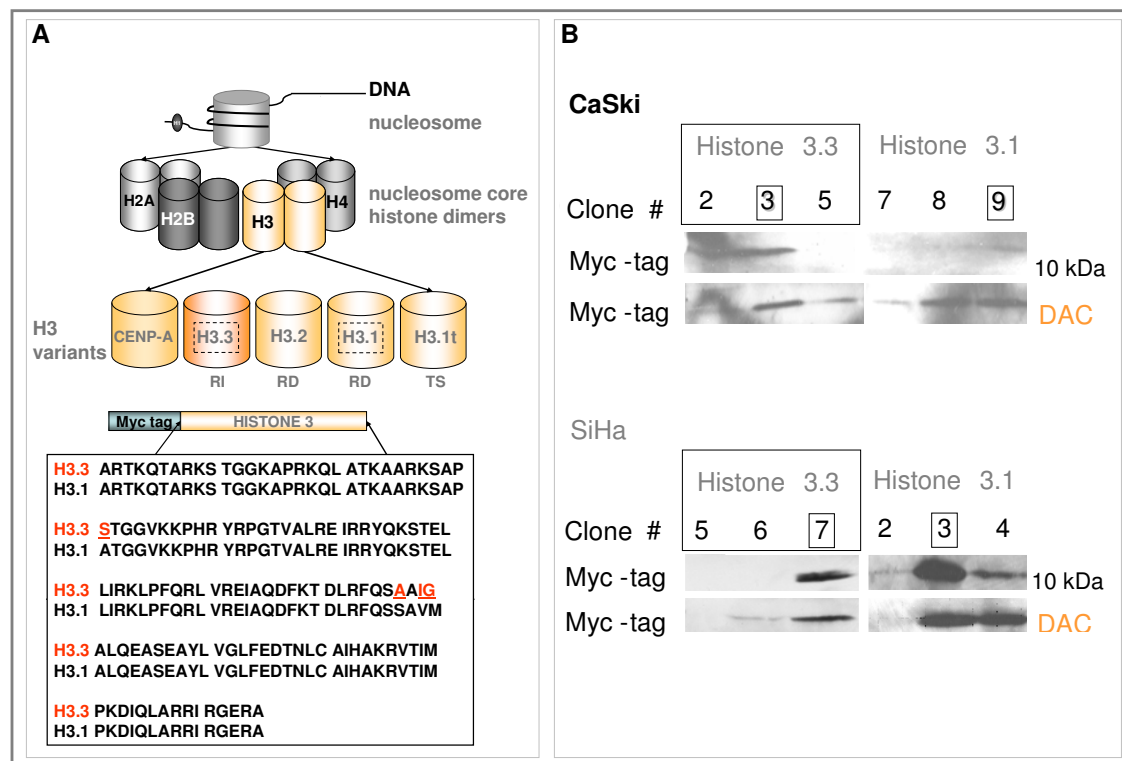 A
DNA
nucleosome
H2A
H2B
H3
H4
nucleosome core
histone dimers
H3
variants
CENP-A
H3.3
H3.2
H3.1
H3.1t
RI
RD
RD
TS
Myc tag
HISTONE 3
H3.3 ARTKQTARKS TGGKAPRKQL ATKAARKSAP
H3.1 ARTKQTARKS TGGKAPRKQL ATKAARKSAP
H3.3 STGGVKKPHR YRPGTVALRE IRRYQKSTEL
H3.1 ATGGVKKPHR YRPGTVALRE IRRYQKSTEL
H3.3 LIRKLPFQRL VREIAQDFKT DLRFQSAAIG
H3.1 LIRKLPFQRL VREIAQDFKT DLRFQSSAVM
H3.3 ALQEASEAYL VGLFEDTNLC AIHAKRVTIM
H3.1 ALQEASEAYL VGLFEDTNLC AIHAKRVTIM
H3.3 PKDIQLARRI RGERA
H3.1 PKDIQLARRI RGERA
B
CaSki
Histone 3.3 Histone 3.1
Clone # 2 3 5 7 8 9
Myc -tag 10 kDa
Myc -tag DAC
SiHa
Histone 3.3 Histone 3.1
Clone # 5 6 7 2 3 4
Myc -tag 10 kDa
Myc -tag DAC